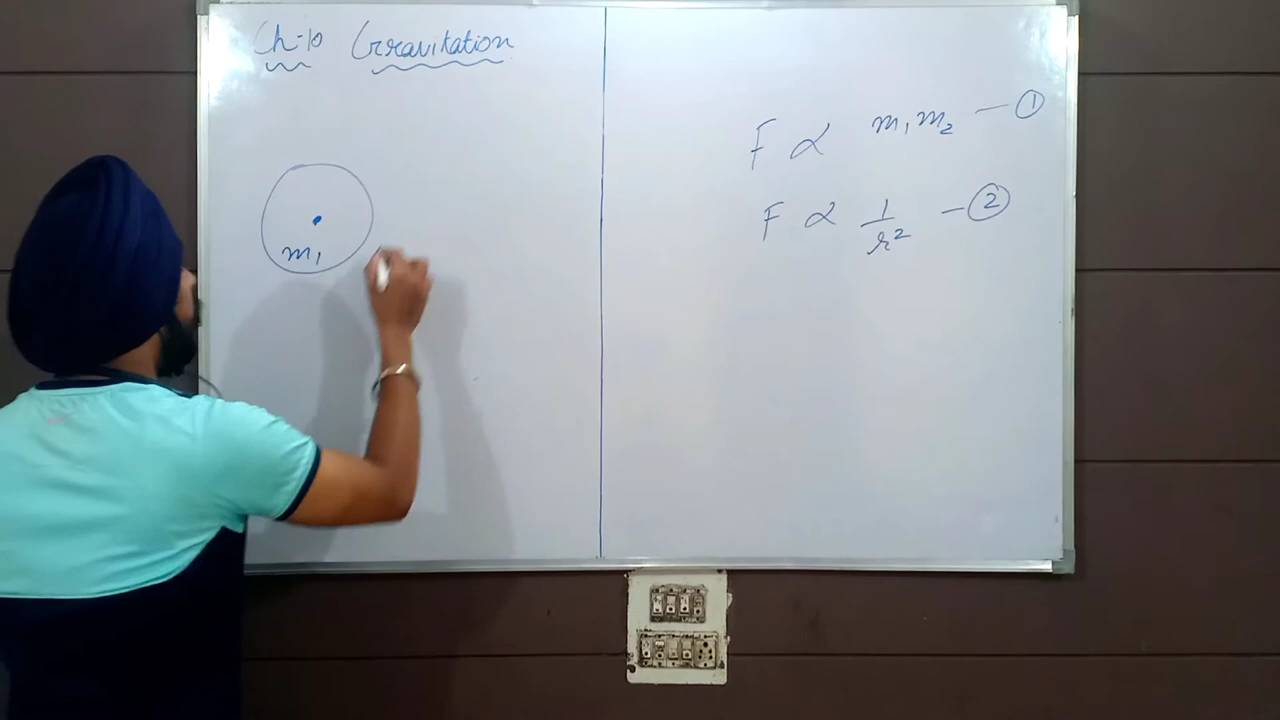 Ch-10 Gravitation
m₁
F ∝ m₁m₂ — ①
F ∝ 1/r² — ②